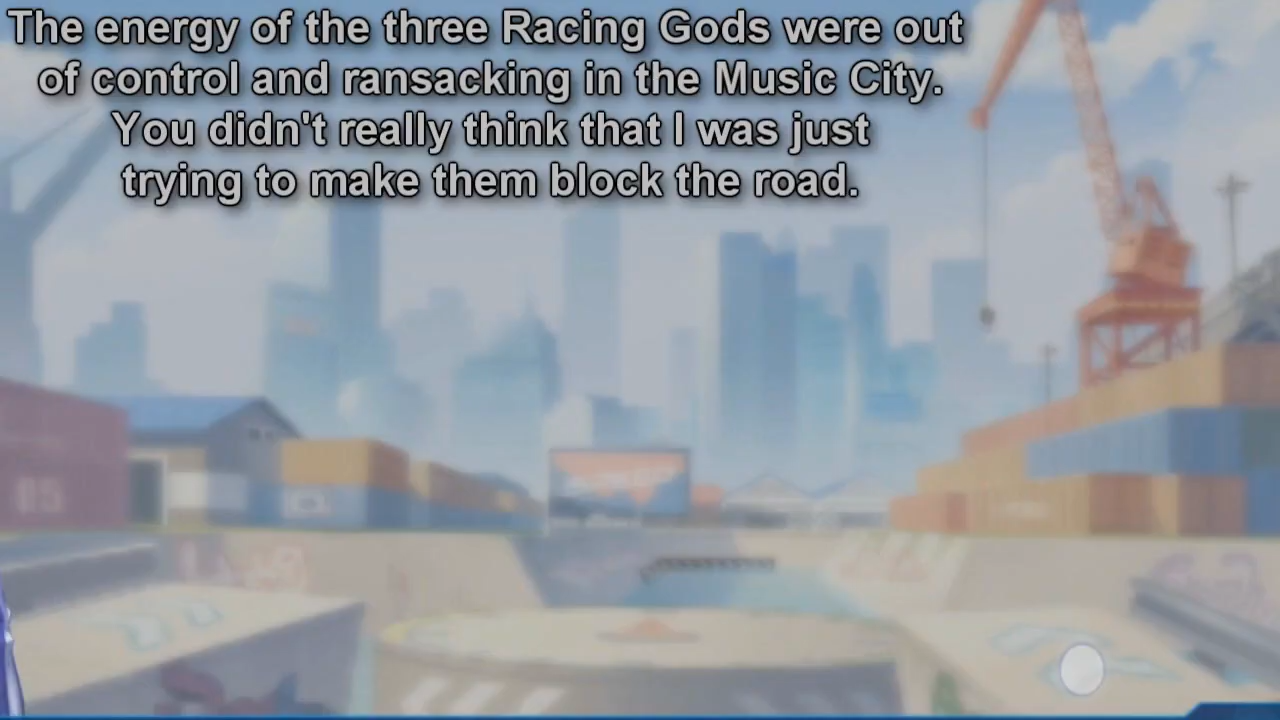 The energy of the three Racing Gods were out
of control and ransacking in the Music City.
You didn't really think that I was just
trying to make them block the road.